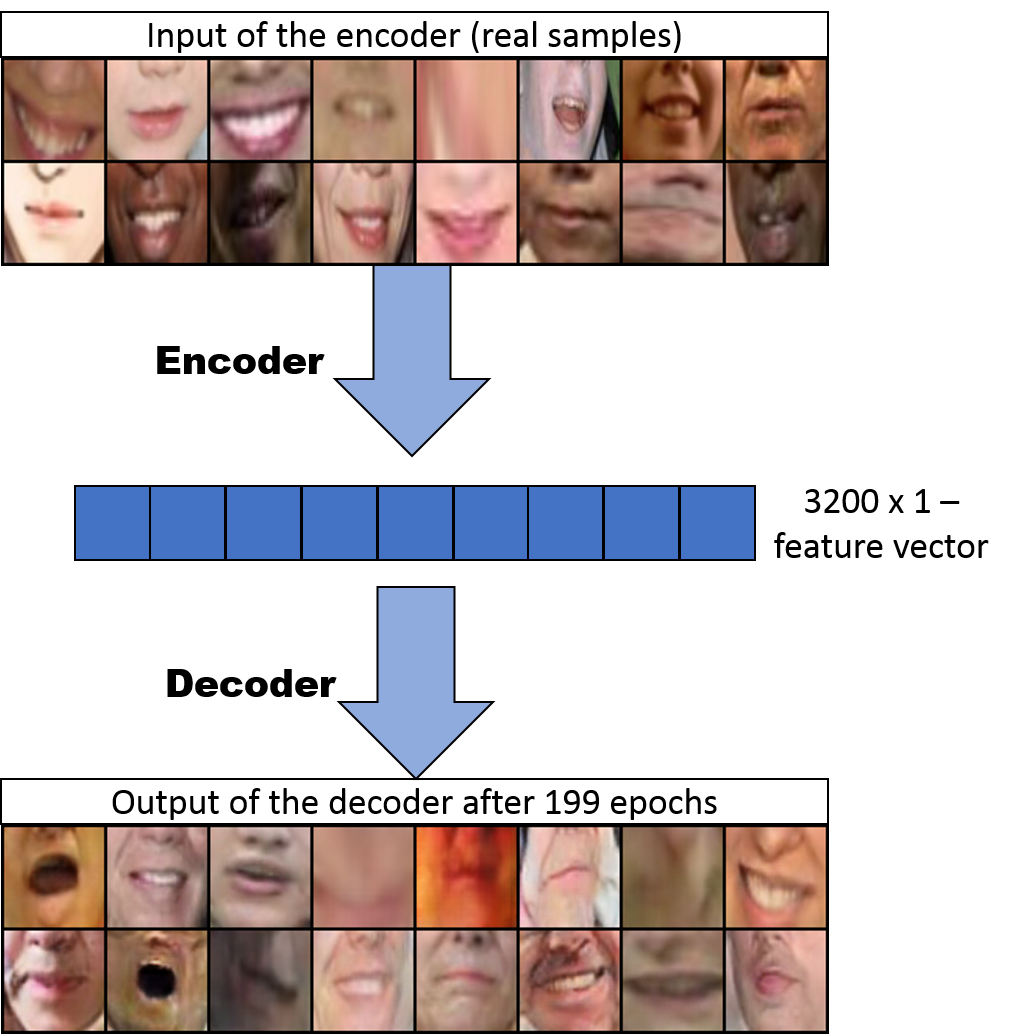 Input of the encoder (real samples)
Encoder
3200 x 1 –
feature vector
Decoder
Output of the decoder after 199 epochs